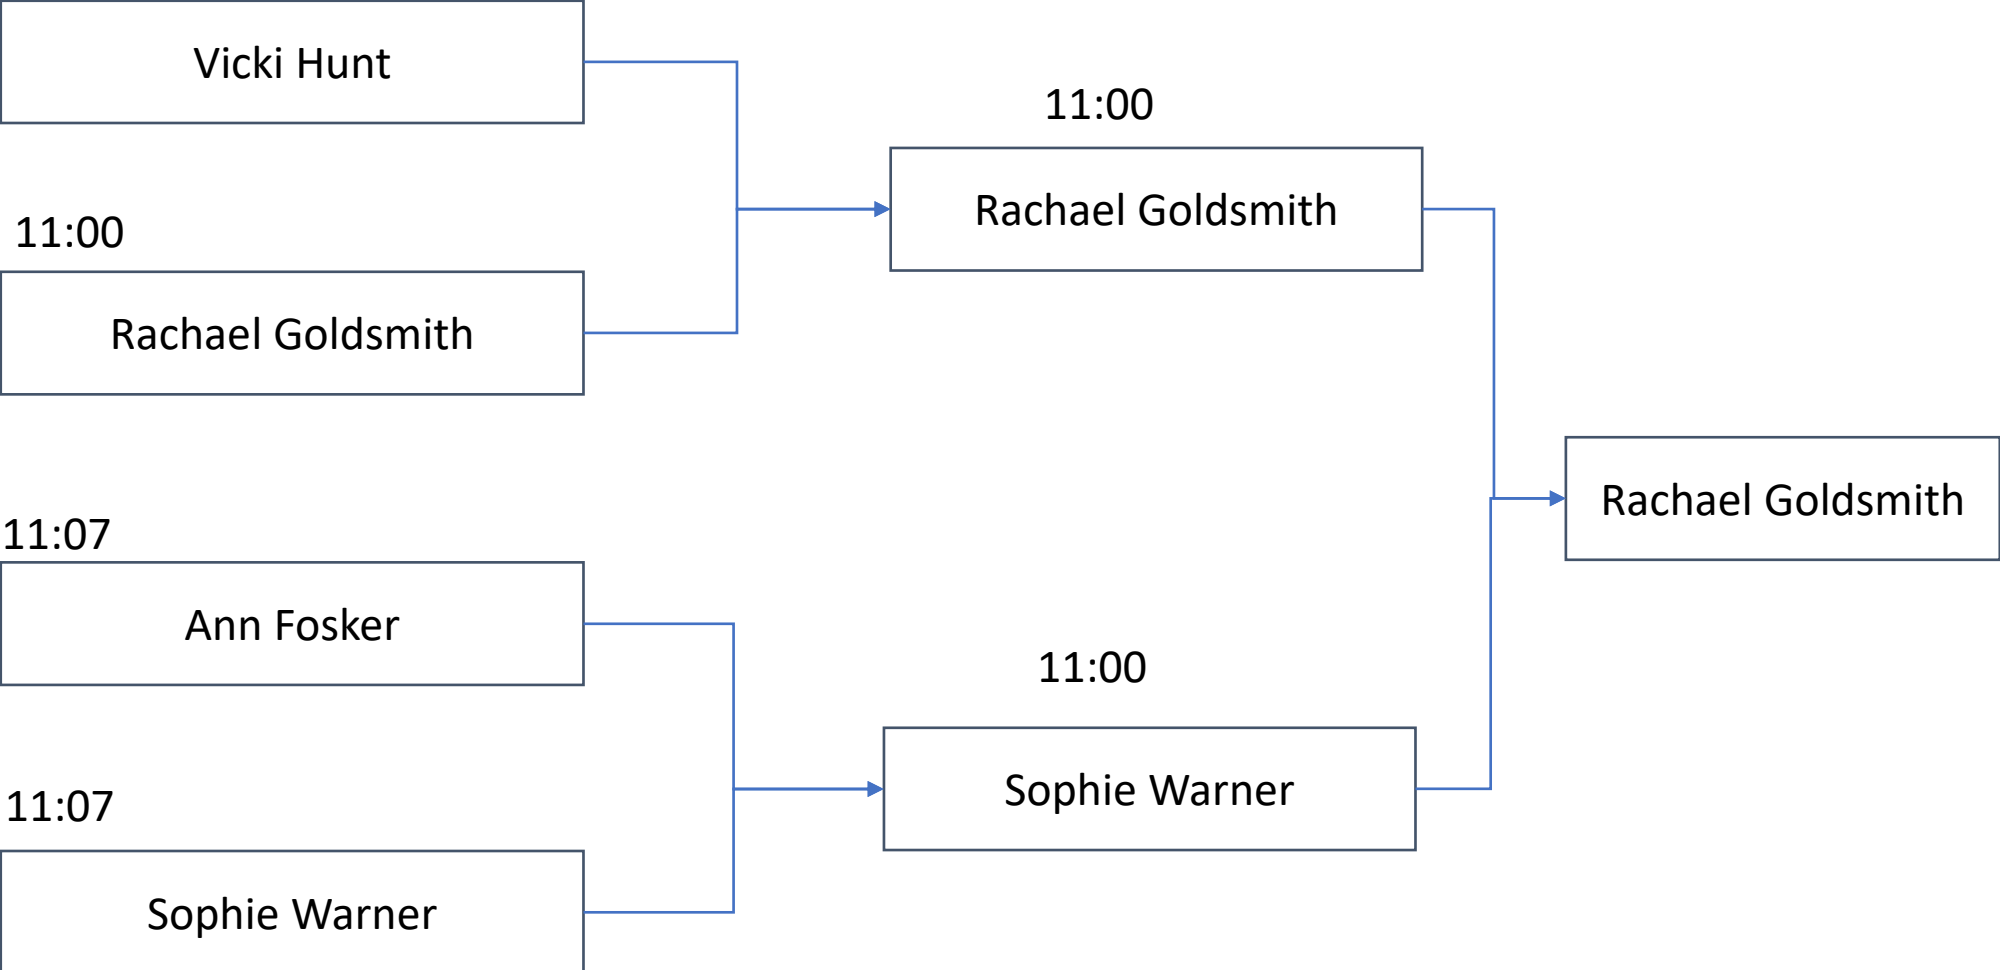 Vicki Hunt
11:00
Rachael Goldsmith
11:07
Ann Fosker
11:07
Sophie Warner
11:00
Rachael Goldsmith
11:00
Sophie Warner
Rachael Goldsmith